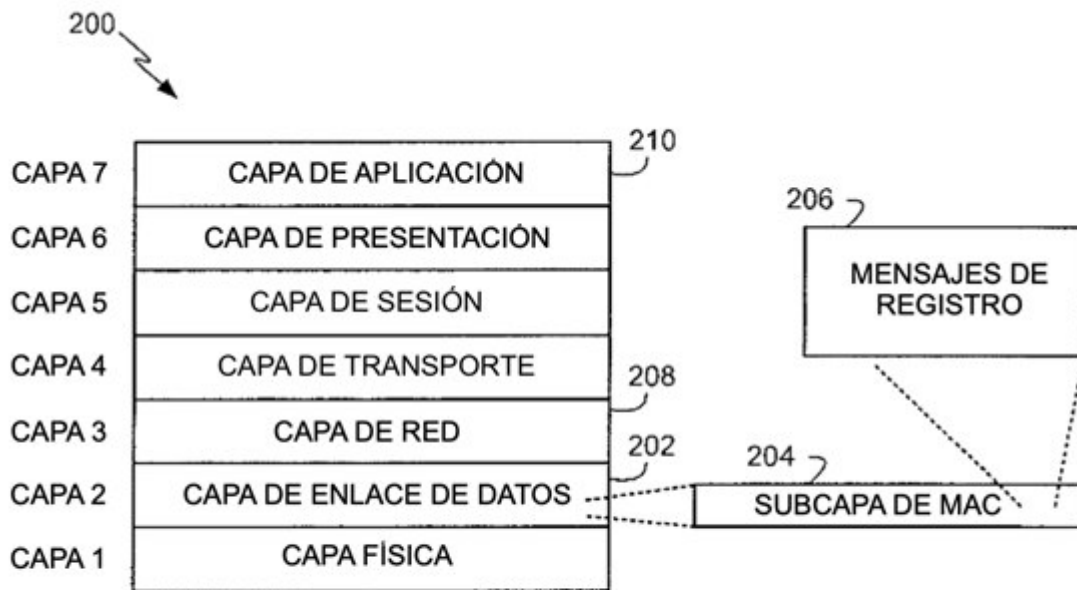 200
210
CAPA 7 CAPA DE APLICACIÓN
206
CAPA 6 CAPA DE PRESENTACIÓN
MENSAJES DE
REGISTRO
CAPA 5 CAPA DE SESIÓN
CAPA 4 CAPA DE TRANSPORTE
208
CAPA 3 CAPA DE RED
202
204
CAPA 2 CAPA DE ENLACE DE DATOS SUBCAPA DE MAC
CAPA 1 CAPA FÍSICA